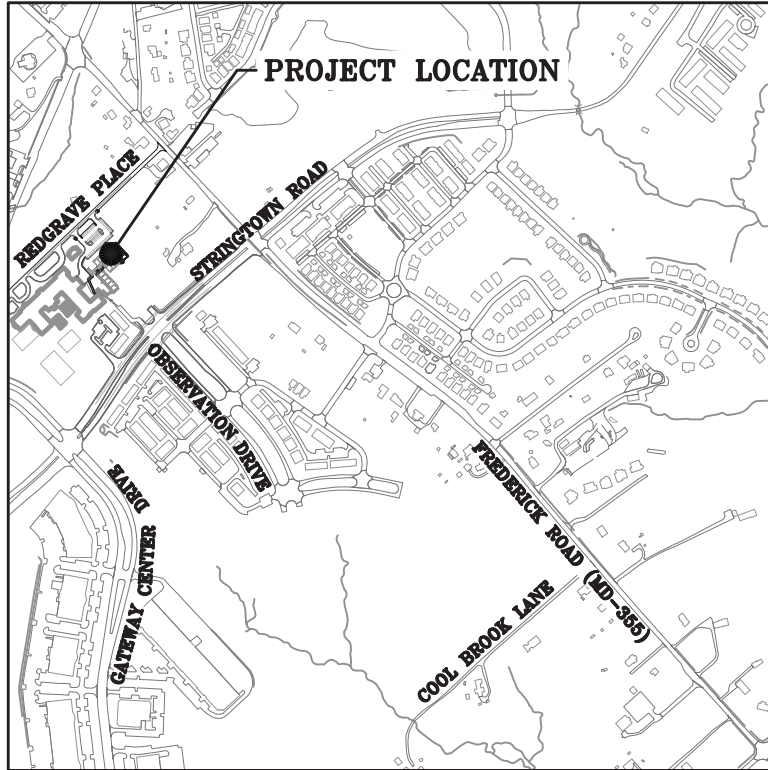 PROJECT LOCATION
REDGRAVE PLACE
STRINGTOWN ROAD
OBSERVATION DRIVE
GATEWAY CENTER
DRIVE
FREDERICK ROAD (MD-355)
COOL BROOK LANE